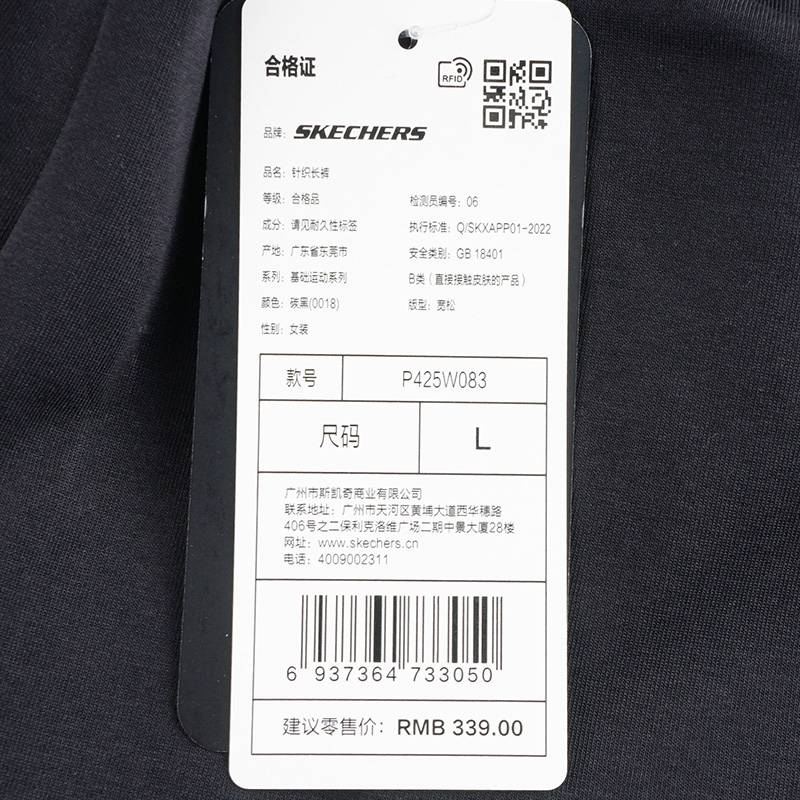 合格证
RFID
品牌: SKECHERS
品名: 针织长裤
等级: 合格品
检测员编号: 06
成分: 请见耐久性标签
执行标准: Q/SKXAPP01-2022
产地: 广东省东莞市
安全类别: GB 18401
系列: 基础运动系列
B类(直接接触皮肤的产品)
颜色: 碳黑(0018)
版型: 宽松
性别: 女装
款号 P425W083
尺码 L
广州市斯凯奇商业有限公司
联系地址: 广州市天河区黄埔大道西华穗路
406号之二保利克洛维广场二期中景大厦28楼
网址: www.skechers.cn
电话: 4009002311
6 937364 733050
建议零售价: RMB 339.00